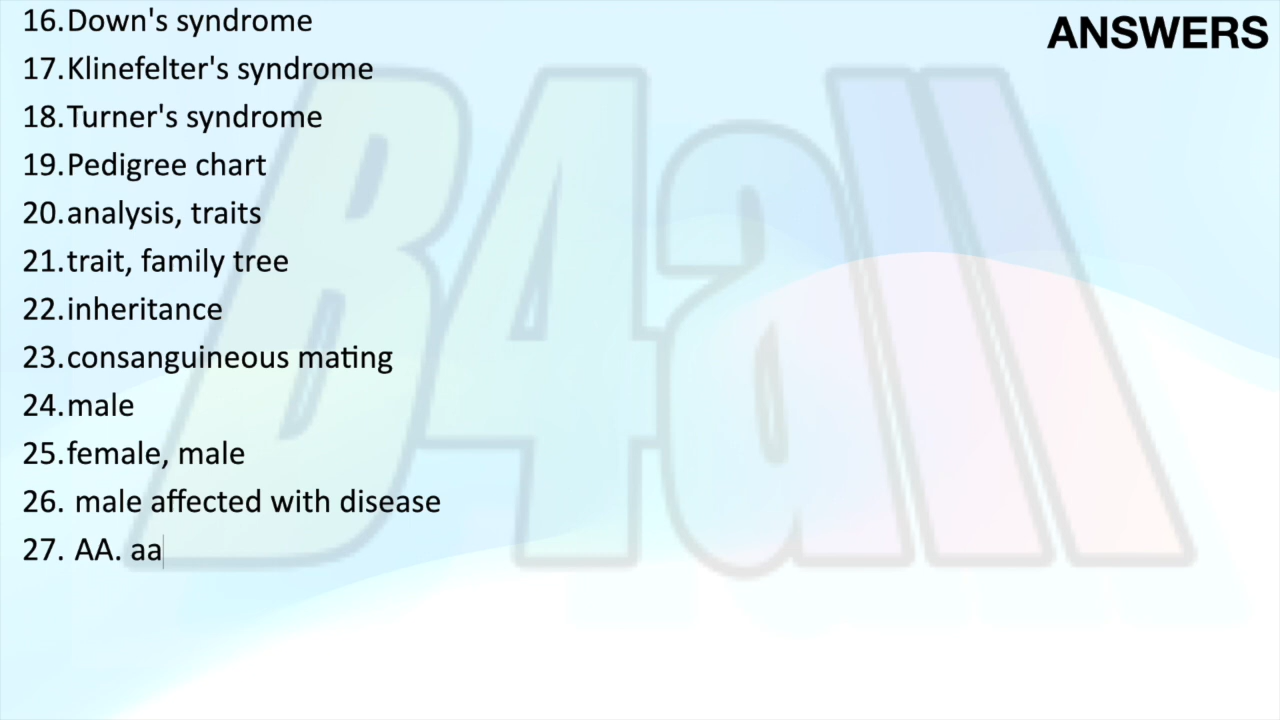 ANSWERS
16.Down's syndrome
17.Klinefelter's syndrome
18.Turner's syndrome
19.Pedigree chart
20.analysis, traits
21.trait, family tree
22.inheritance
23.consanguineous mating
24.male
25.female, male
26. male affected with disease
27. AA. aa
B4all